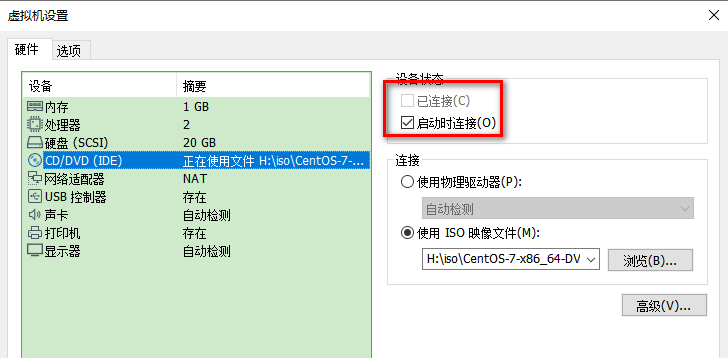 虚拟机设置
硬件 选项
设备 摘要
内存 1 GB
处理器 2
硬盘 (SCSI) 20 GB
CD/DVD (IDE) 正在使用文件 H:\iso\CentOS-7-...
网络适配器 NAT
USB 控制器 存在
声卡 自动检测
打印机 存在
显示器 自动检测
设备状态
已连接(C)
启动时连接(O)
连接
使用物理驱动器(P):
自动检测
使用 ISO 映像文件(M):
H:\iso\CentOS-7-x86_64-DV 浏览(B)...
高级(V)...